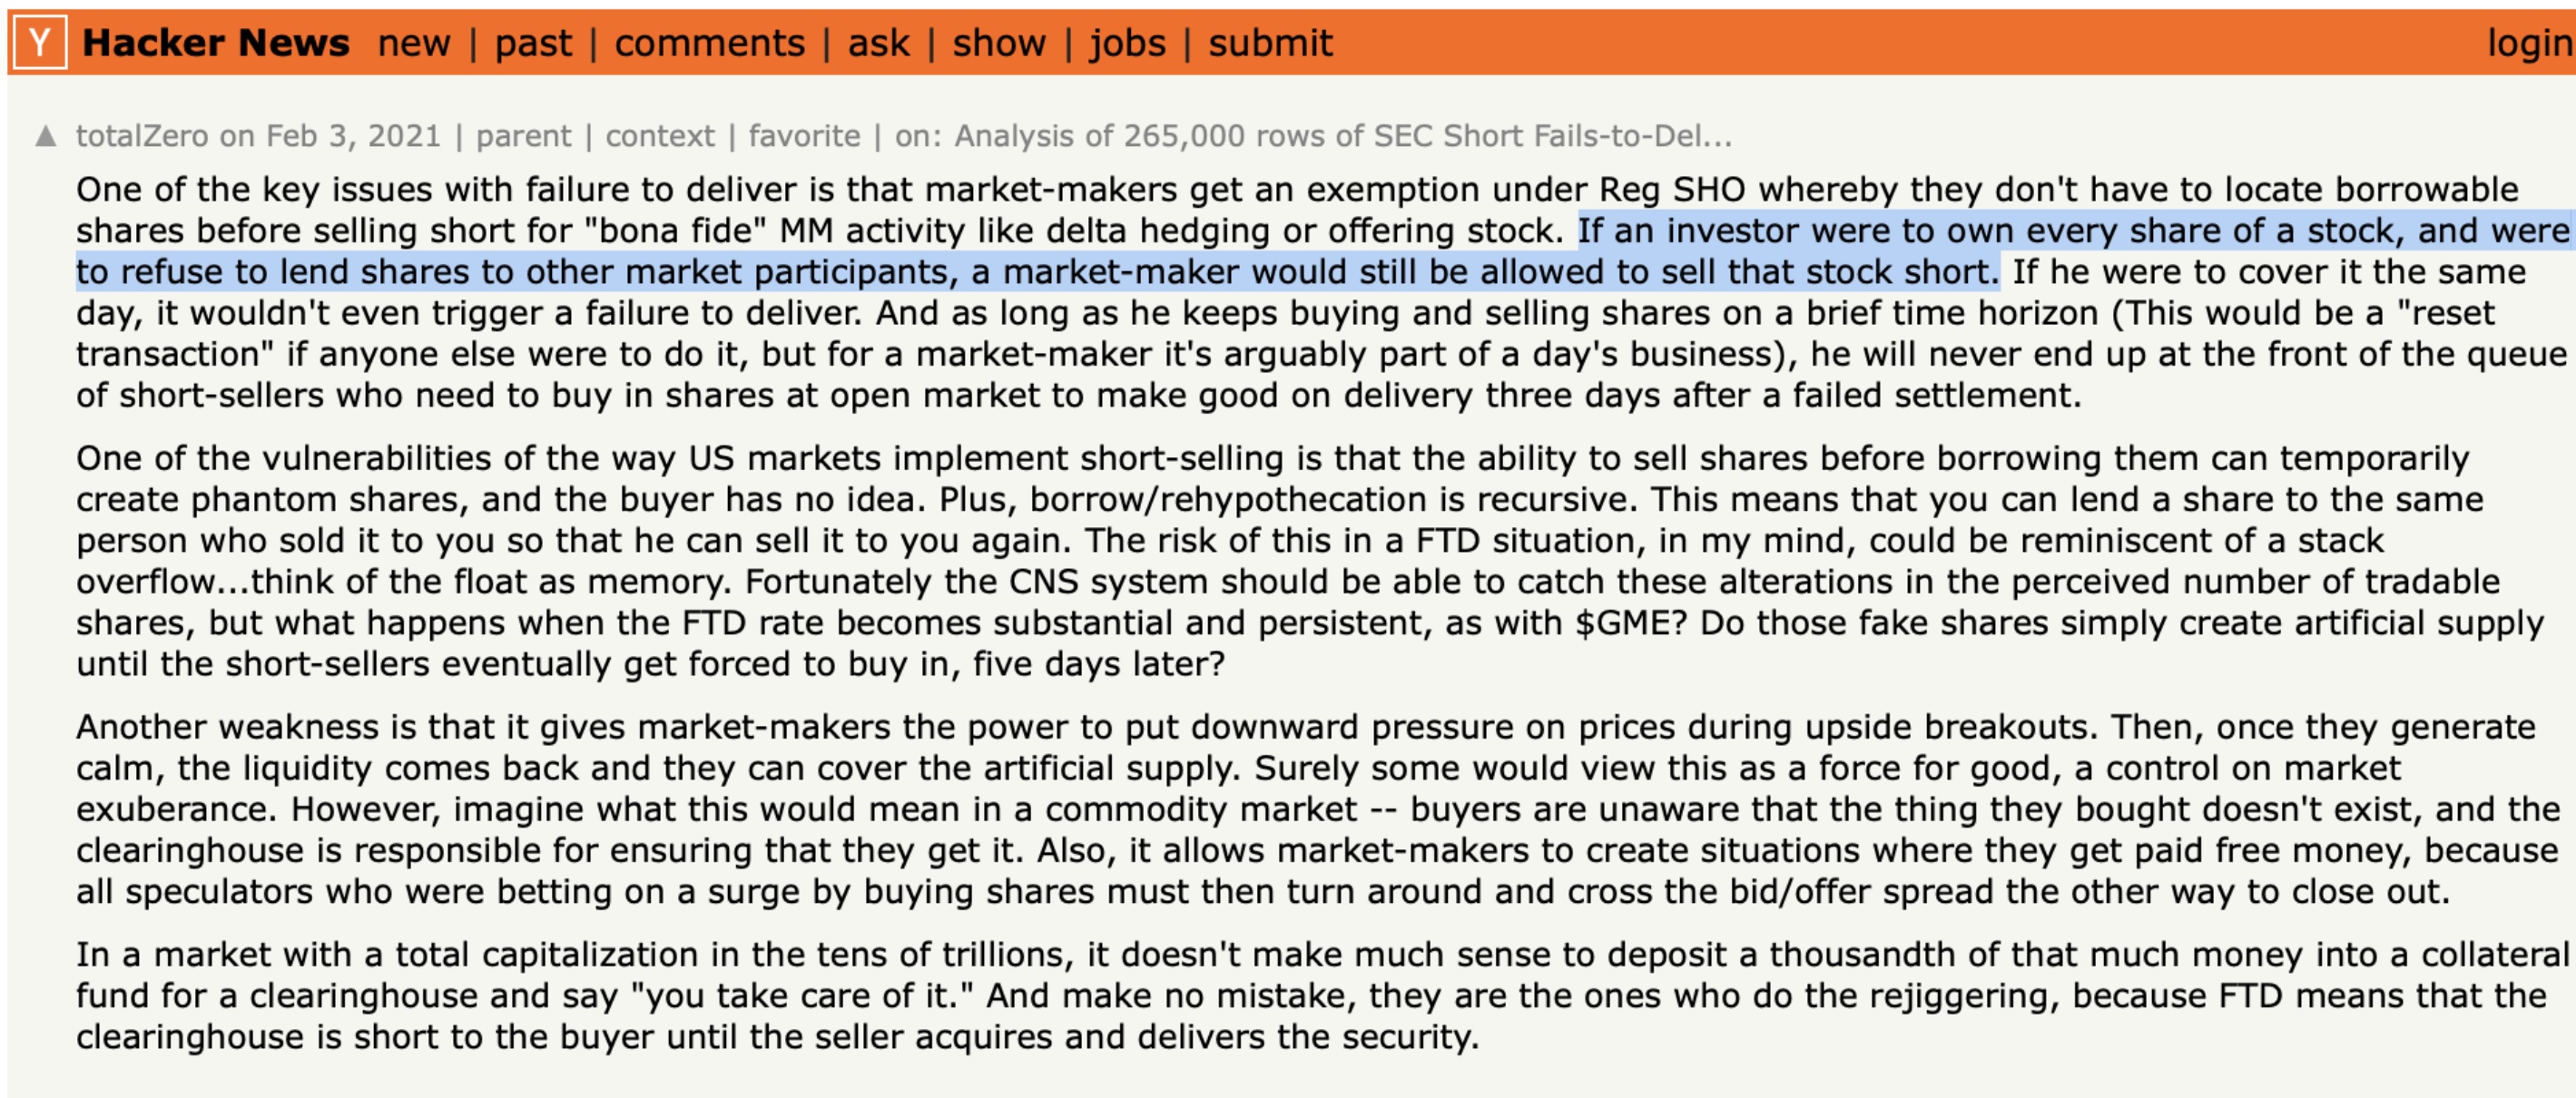 Y Hacker News new | past | comments | ask | show | jobs | submit login
▲ totalZero on Feb 3, 2021 | parent | context | favorite | on: Analysis of 265,000 rows of SEC Short Fails-to-Del...
One of the key issues with failure to deliver is that market-makers get an exemption under Reg SHO whereby they don't have to locate borrowable
shares before selling short for "bona fide" MM activity like delta hedging or offering stock. If an investor were to own every share of a stock, and were
to refuse to lend shares to other market participants, a market-maker would still be allowed to sell that stock short. If he were to cover it the same
day, it wouldn't even trigger a failure to deliver. And as long as he keeps buying and selling shares on a brief time horizon (This would be a "reset
transaction" if anyone else were to do it, but for a market-maker it's arguably part of a day's business), he will never end up at the front of the queue
of short-sellers who need to buy in shares at open market to make good on delivery three days after a failed settlement.
One of the vulnerabilities of the way US markets implement short-selling is that the ability to sell shares before borrowing them can temporarily
create phantom shares, and the buyer has no idea. Plus, borrow/rehypothecation is recursive. This means that you can lend a share to the same
person who sold it to you so that he can sell it to you again. The risk of this in a FTD situation, in my mind, could be reminiscent of a stack
overflow...think of the float as memory. Fortunately the CNS system should be able to catch these alterations in the perceived number of tradable
shares, but what happens when the FTD rate becomes substantial and persistent, as with $GME? Do those fake shares simply create artificial supply
until the short-sellers eventually get forced to buy in, five days later?
Another weakness is that it gives market-makers the power to put downward pressure on prices during upside breakouts. Then, once they generate
calm, the liquidity comes back and they can cover the artificial supply. Surely some would view this as a force for good, a control on market
exuberance. However, imagine what this would mean in a commodity market -- buyers are unaware that the thing they bought doesn't exist, and the
clearinghouse is responsible for ensuring that they get it. Also, it allows market-makers to create situations where they get paid free money, because
all speculators who were betting on a surge by buying shares must then turn around and cross the bid/offer spread the other way to close out.
In a market with a total capitalization in the tens of trillions, it doesn't make much sense to deposit a thousandth of that much money into a collateral
fund for a clearinghouse and say "you take care of it." And make no mistake, they are the ones who do the rejiggering, because FTD means that the
clearinghouse is short to the buyer until the seller acquires and delivers the security.